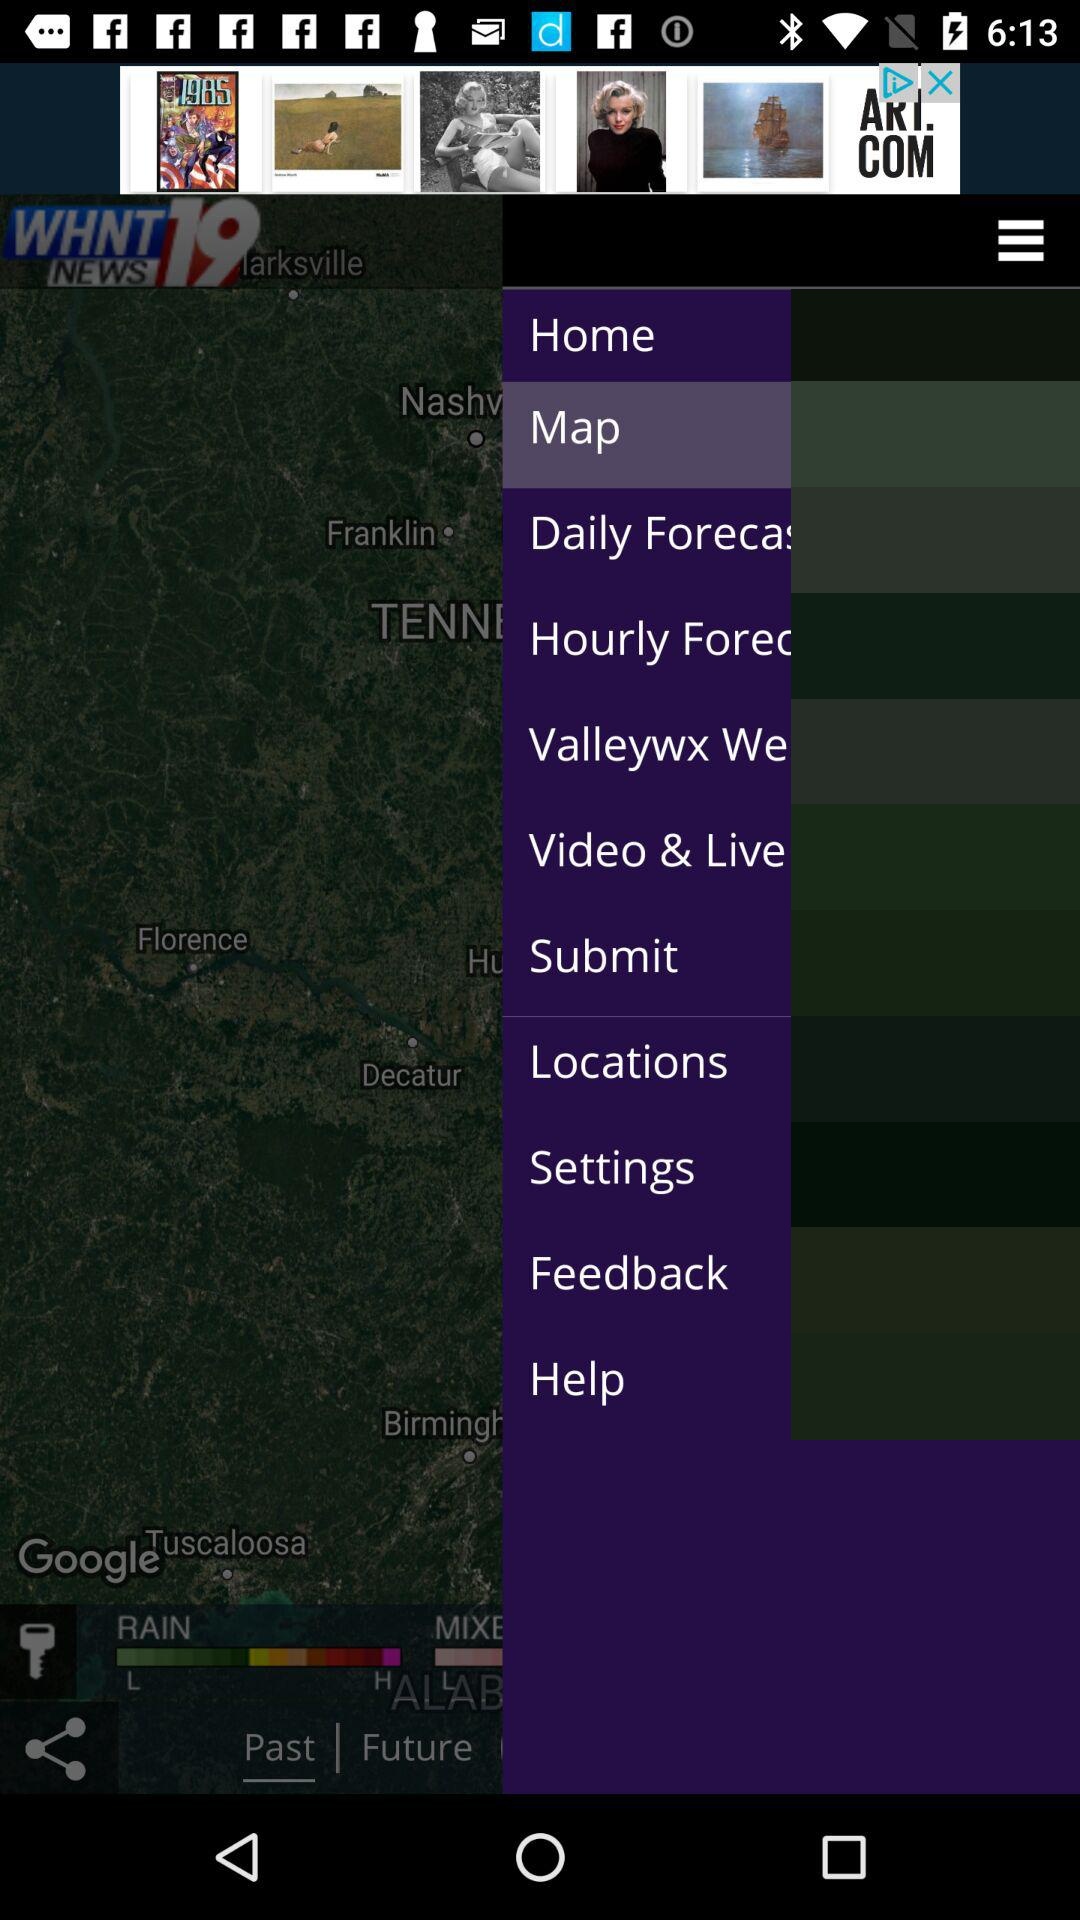 6:13
1985
ART.
COM
WHNT 19
NEWS
larksville
Nashv
Franklin
TENNE
Florence
Hu
Decatur
Birmingh
Tuscaloosa
Google
RAIN
MIXE
L
H
L
ALAB
Past | Future
Home
Map
Daily Forecas
Hourly Forec
Valleywx We
Video & Live
Submit
Locations
Settings
Feedback
Help